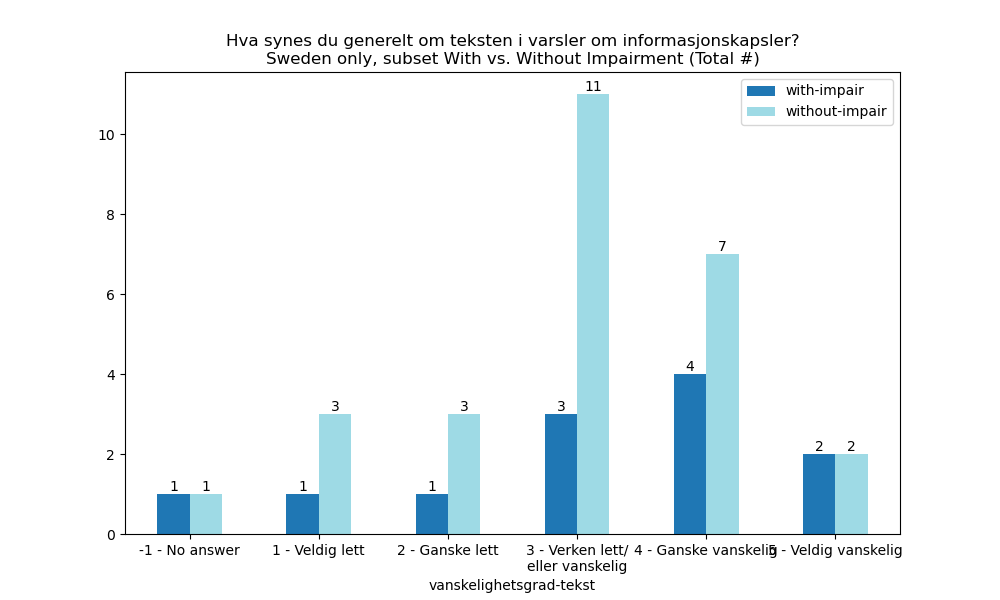 Hva synes du generelt om teksten i varsler om informasjonskapsler?
Sweden only, subset With vs. Without Impairment (Total #)
with-impair
without-impair
10
8
6
4
2
0
1
1
1
3
1
3
3
11
4
7
2
2
-1 - No answer
1 - Veldig lett
2 - Ganske lett
3 - Verken lett/
eller vanskelig
4 - Ganske vanskelig
5 - Veldig vanskelig
vanskelighetsgrad-tekst